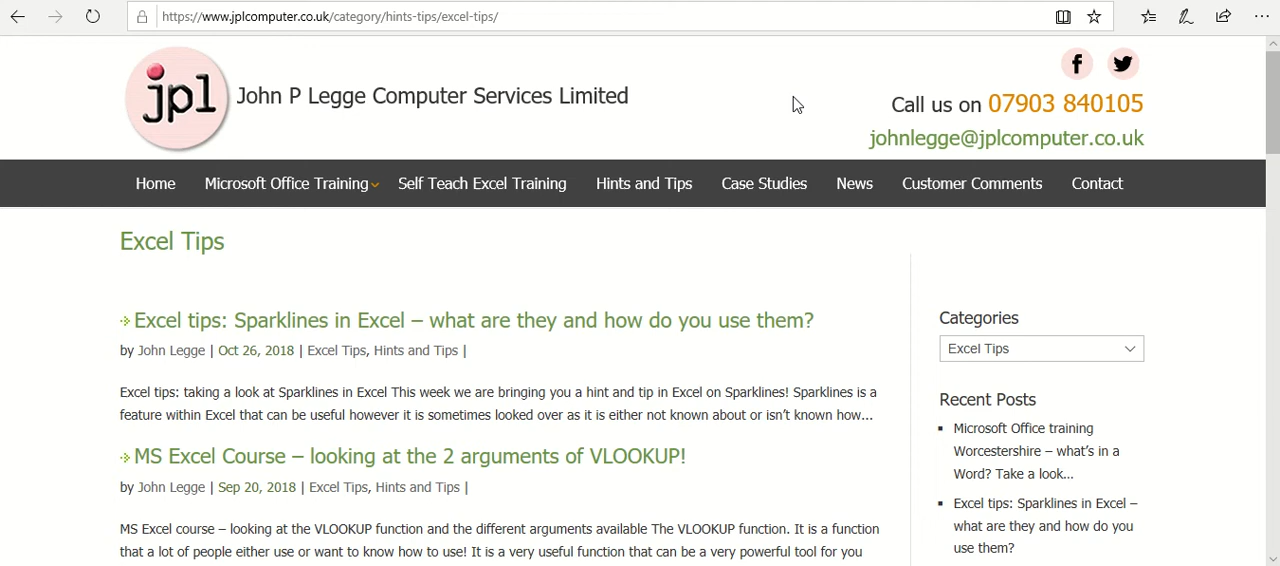 https://www.jplcomputer.co.uk/category/hints-tips/excel-tips/
jpl
John P Legge Computer Services Limited
Call us on 07903 840105
johnlegge@jplcomputer.co.uk
Home Microsoft Office Training Self Teach Excel Training Hints and Tips Case Studies News Customer Comments Contact
Excel Tips
Excel tips: Sparklines in Excel – what are they and how do you use them?
by John Legge | Oct 26, 2018 | Excel Tips, Hints and Tips |
Excel tips: taking a look at Sparklines in Excel This week we are bringing you a hint and tip in Excel on Sparklines! Sparklines is a
feature within Excel that can be useful however it is sometimes looked over as it is either not known about or isn't known how...
MS Excel Course – looking at the 2 arguments of VLOOKUP!
by John Legge | Sep 20, 2018 | Excel Tips, Hints and Tips |
MS Excel course – looking at the VLOOKUP function and the different arguments available The VLOOKUP function. It is a function
that a lot of people either use or want to know how to use! It is a very useful function that can be a very powerful tool for you
Categories
Excel Tips
Recent Posts
Microsoft Office training
Worcestershire – what's in a
Word? Take a look...
Excel tips: Sparklines in Excel –
what are they and how do you
use them?